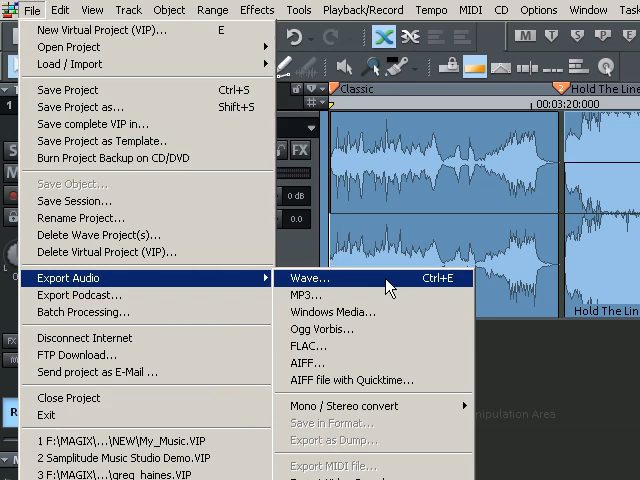 File Edit View Track Object Range Effects Tools Playback/Record Tempo MIDI CD Options Window Tasks
New Virtual Project (VIP)... E
Open Project
Load / Import
Save Project Ctrl+S
Save Project as... Shift+S
Save complete VIP in...
Save Project as Template..
Burn Project Backup on CD/DVD
Save Object...
Save Session...
Rename Project...
Delete Wave Project(s)...
Delete Virtual Project (VIP)...
Export Audio
Export Podcast...
Batch Processing...
Disconnect Internet
FTP Download...
Send project as E-Mail ...
Close Project
Exit
1 F:\MAGIX\...\NEW\My_Music.VIP
2 Samplitude Music Studio Demo.VIP
3 F:\MAGIX\...\greg_haines.VIP
Wave... Ctrl+E
MP3...
Windows Media...
Ogg Vorbis...
FLAC...
AIFF...
AIFF file with Quicktime...
Mono / Stereo convert
Save in Format...
Export as Dump...
Export MIDI file...
M T S V
Classic
2 Hold The Line
00:03:20:000
FX
0 dB
0.0
Hold The Line
nipulation Area
1
S
M
R